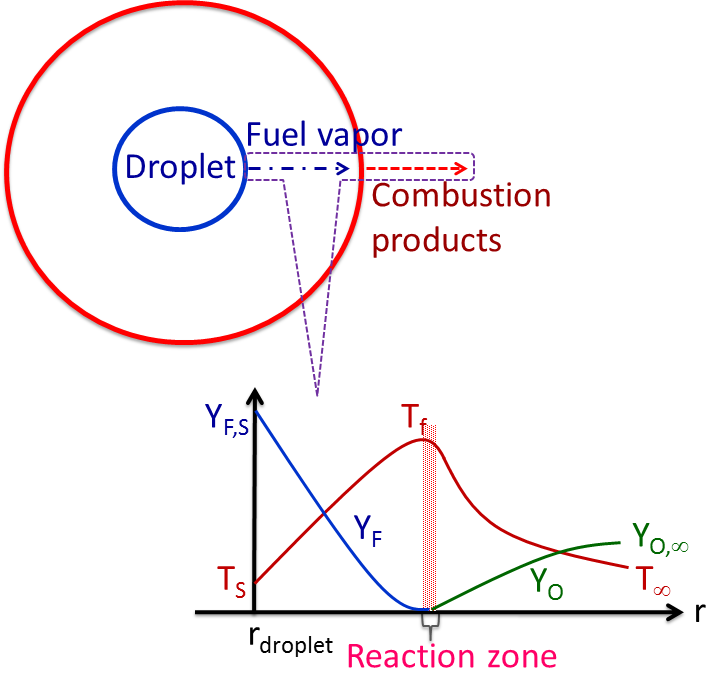 Fuel vapor
Droplet
Combustion
products
Y_F,S
T_f
Y_F
Y_O,∞
T_S
Y_O
T_∞
r
r_droplet
Reaction zone